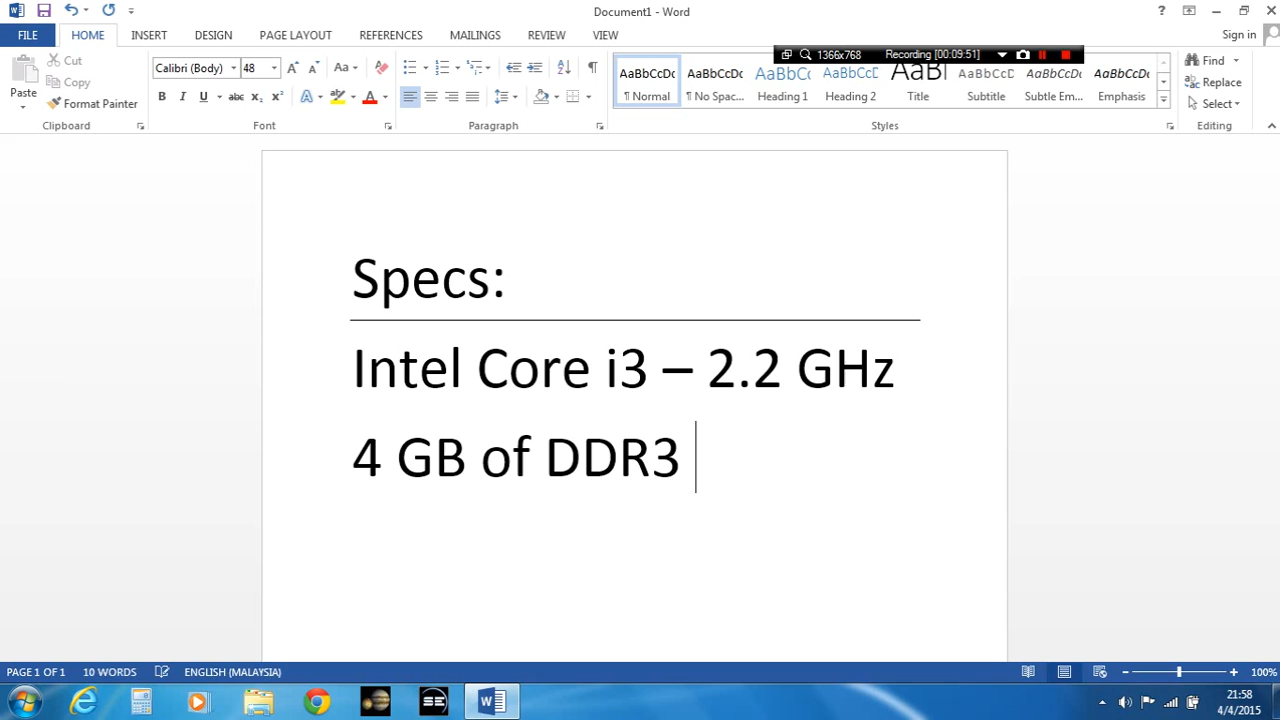 Document1 - Word
Sign in
FILE HOME INSERT DESIGN PAGE LAYOUT REFERENCES MAILINGS REVIEW VIEW
1366x768 Recording [00:09:51]
Paste
Cut
Copy
Format Painter
Calibri (Body) 48
AaBbCcDc AaBbCcDc AaBbCc AaBbCcD AaBl AaBbCcD AaBbCcDc AaBbCcDc
¶ Normal ¶ No Spac... Heading 1 Heading 2 Title Subtitle Subtle Em... Emphasis
Find
Replace
Select
Clipboard Font Paragraph Styles Editing
Specs:
Intel Core i3 – 2.2 GHz
4 GB of DDR3
PAGE 1 OF 1 10 WORDS ENGLISH (MALAYSIA) 100%
SE
21:58
4/4/2015